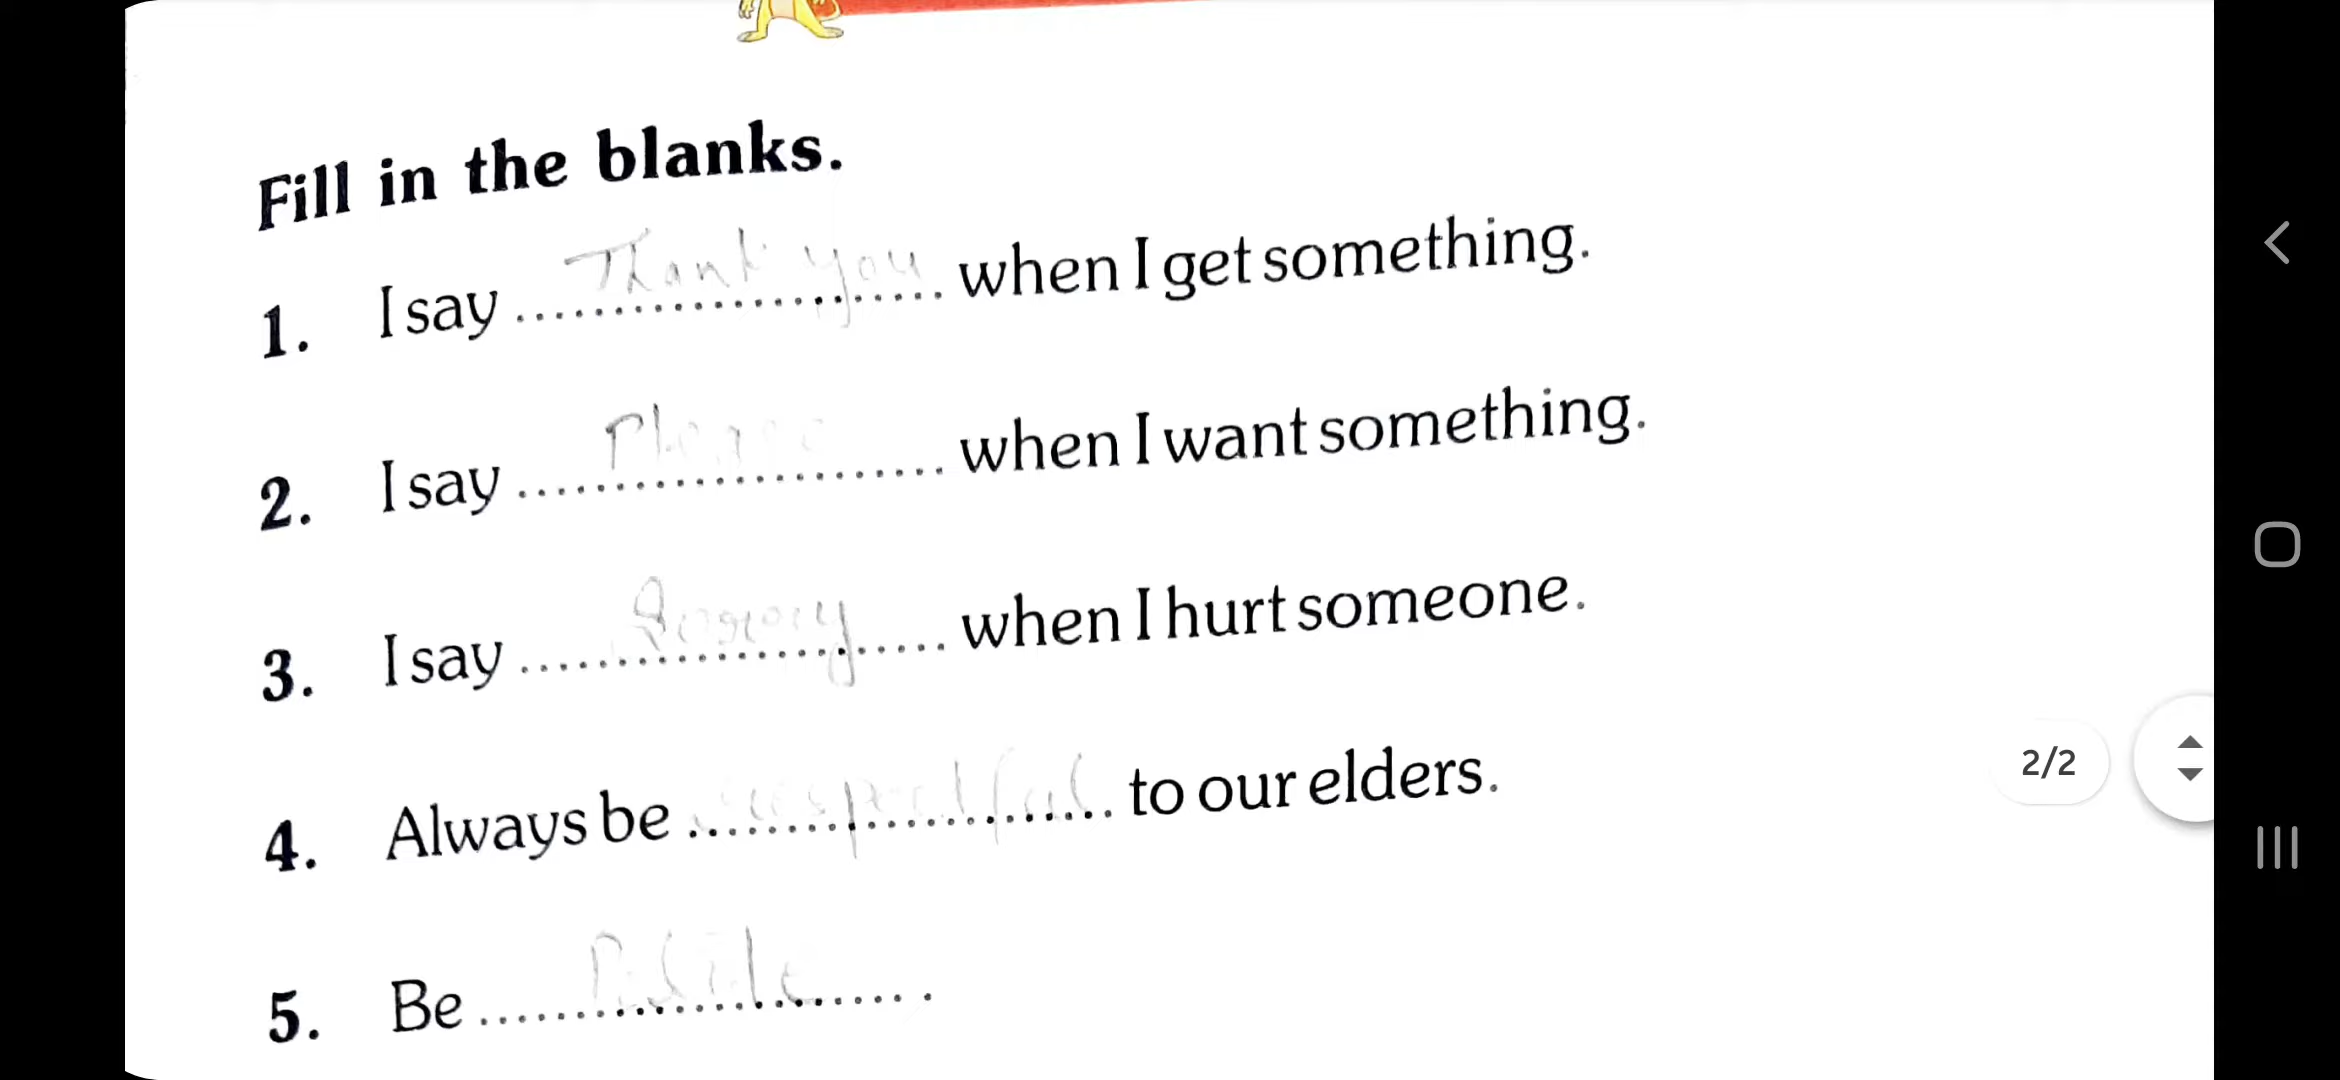 Fill in the blanks.
1. I say ...Thank you... when I get something.
2. I say ...Please... when I want something.
3. I say ...Sorry... when I hurt someone.
4. Always be ...respectful... to our elders.
5. Be ...Polite... .
2/2